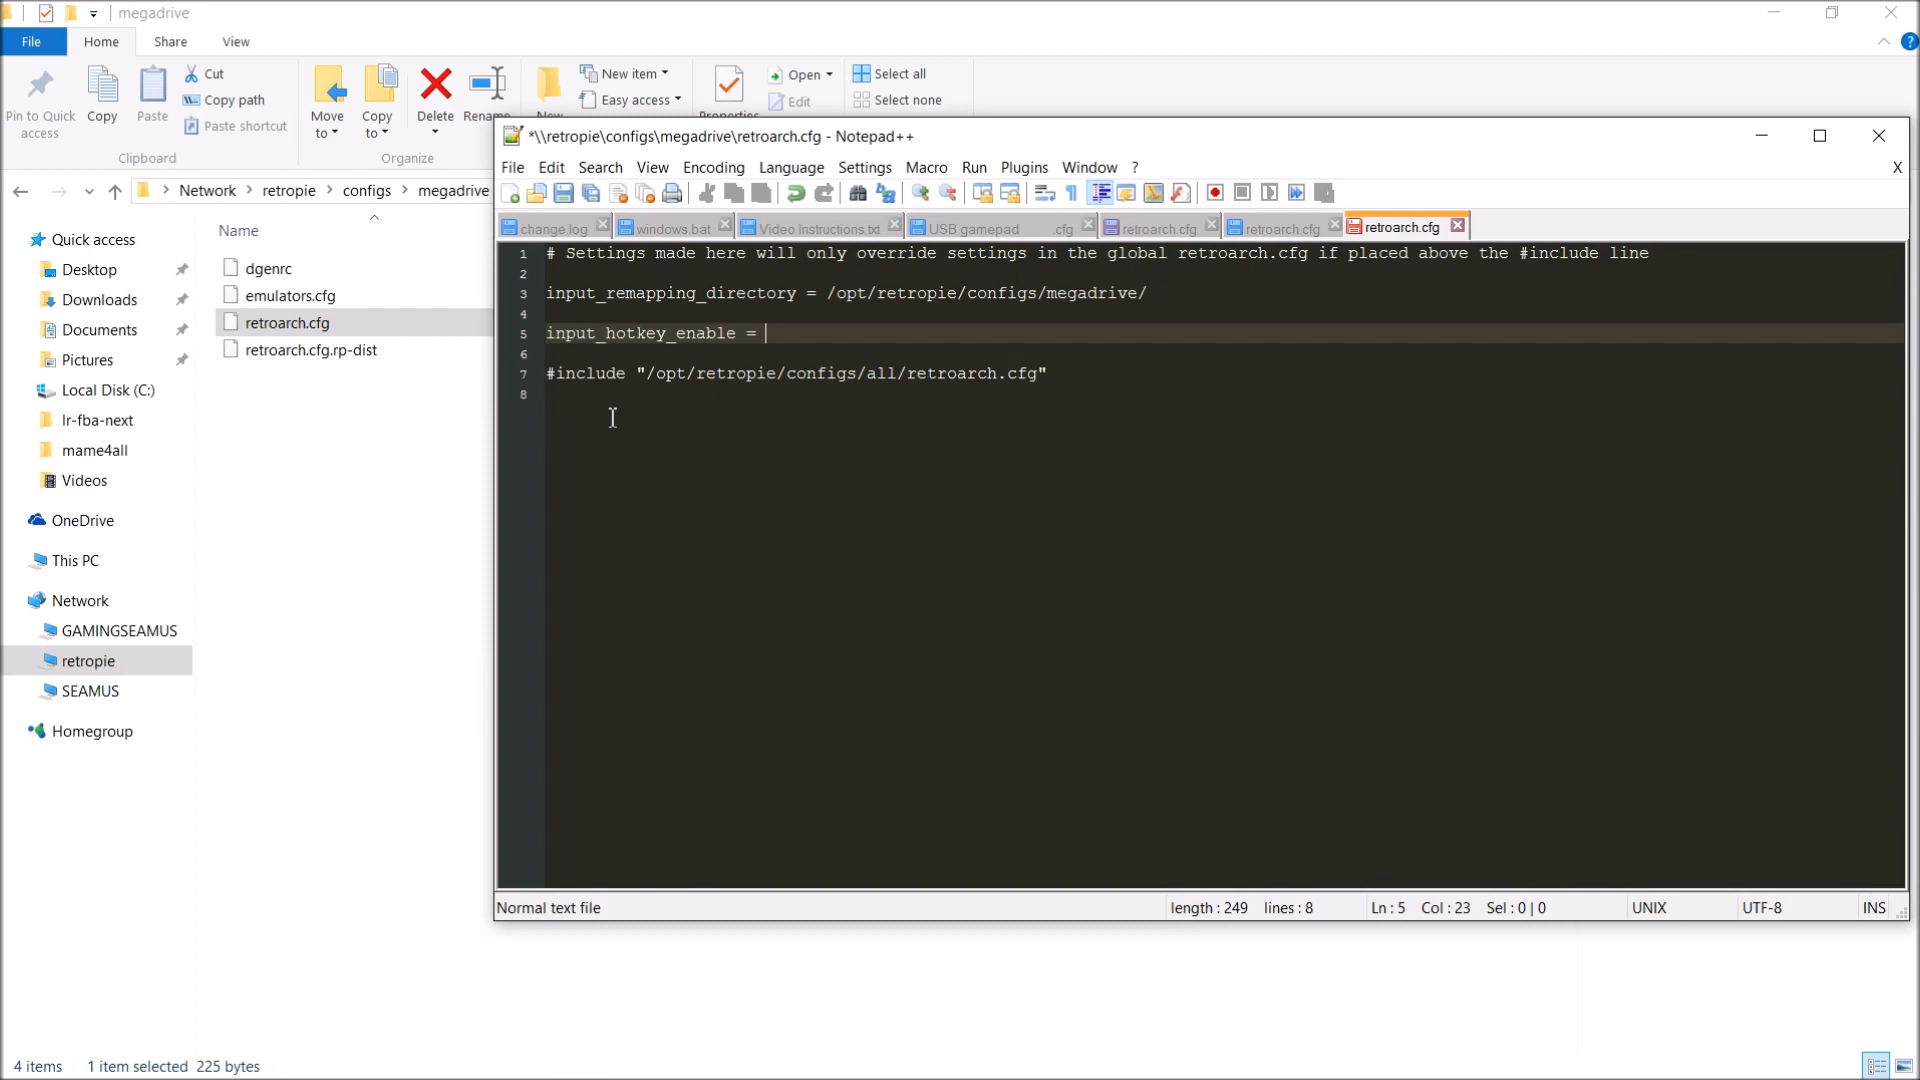 megadrive
File
Home
Share
View
Pin to Quick access
Copy
Paste
Cut
Copy path
Paste shortcut
Clipboard
Move to
Copy to
Delete
Rename
Organize
New
New item
Easy access
Properties
Open
Edit
Select all
Select none
Network
retropie
configs
megadrive
Quick access
Desktop
Downloads
Documents
Pictures
Local Disk (C:)
lr-fba-next
mame4all
Videos
OneDrive
This PC
Network
GAMINGSEAMUS
retropie
SEAMUS
Homegroup
Name
dgenrc
emulators.cfg
retroarch.cfg
retroarch.cfg.rp-dist
*\\retropie\configs\megadrive\retroarch.cfg - Notepad++
File Edit Search View Encoding Language Settings Macro Run Plugins Window ? X
change.log windows.bat Video Instructions.txt USB gamepad .cfg retroarch.cfg retroarch.cfg retroarch.cfg
1 # Settings made here will only override settings in the global retroarch.cfg if placed above the #include line
2
3 input_remapping_directory = /opt/retropie/configs/megadrive/
4
5 input_hotkey_enable =
6
7 #include "/opt/retropie/configs/all/retroarch.cfg"
8
Normal text file length : 249 lines : 8 Ln : 5 Col : 23 Sel : 0 | 0 UNIX UTF-8 INS
4 items 1 item selected 225 bytes